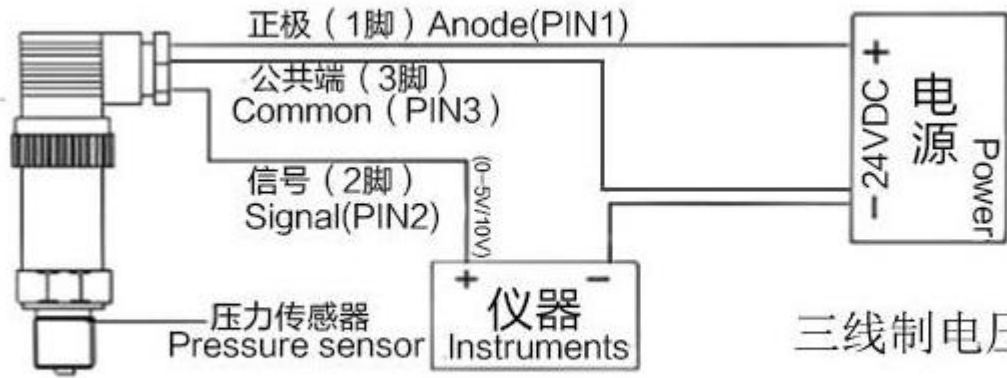 正极（1脚）Anode(PIN1)
公共端（3脚）
Common（PIN3）
信号（2脚）
Signal(PIN2)
(0-5V/10V)
+
−
仪器
Instruments
压力传感器
Pressure sensor
− 24VDC +
电源
Power
三线制电压